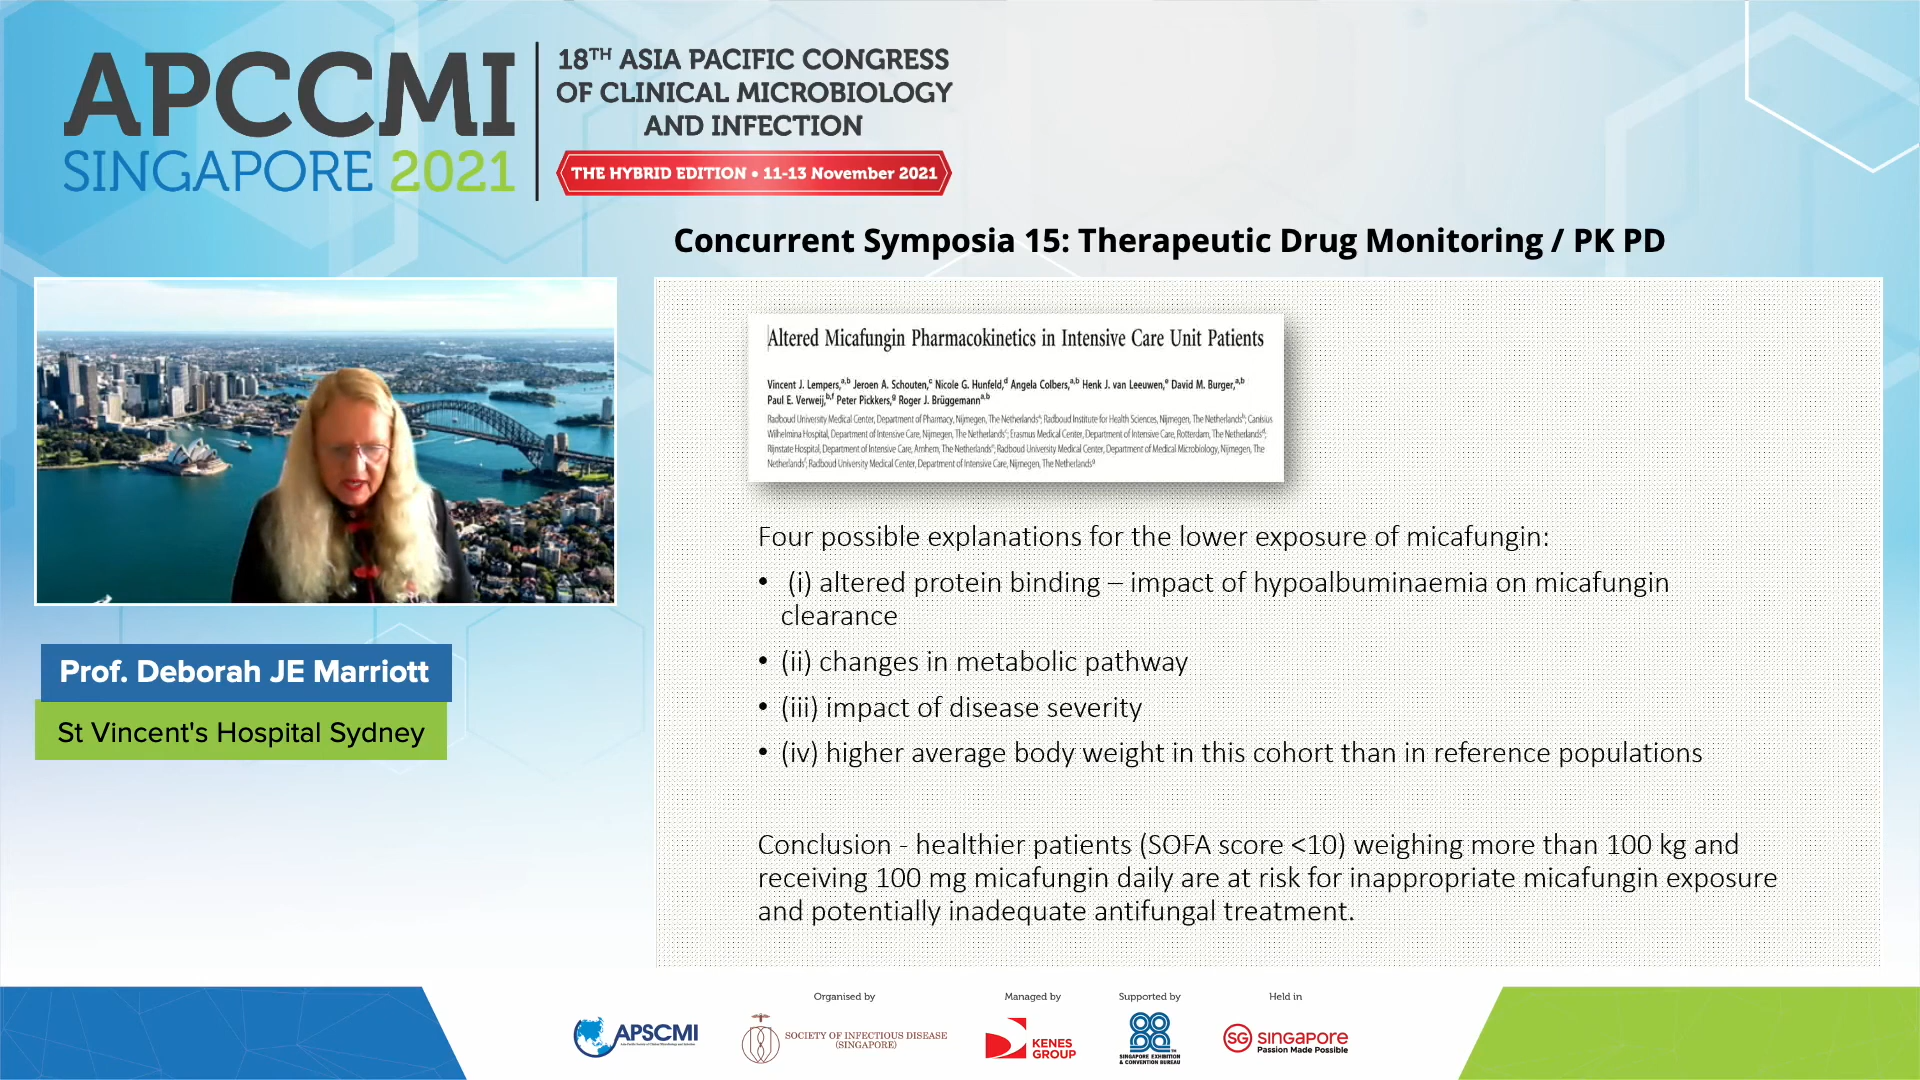 APCCMI
SINGAPORE 2021
18TH ASIA PACIFIC CONGRESS
OF CLINICAL MICROBIOLOGY
AND INFECTION
THE HYBRID EDITION • 11-13 November 2021
Concurrent Symposia 15: Therapeutic Drug Monitoring / PK PD
Altered Micafungin Pharmacokinetics in Intensive Care Unit Patients
Vincent J. Lempers,a,b Jeroen A. Schouten,c Nicole G. Hunfeld,d Angela Colbers,a,b Henk J. van Leeuwen,e David M. Burger,a,b
Paul E. Verweij,b,f Peter Pickkers,g Roger J. Brüggemanna,b
Radboud University Medical Center, Department of Pharmacy, Nijmegen, The Netherlandsa; Radboud Institute for Health Sciences, Nijmegen, The Netherlandsb; Canisius
Wilhelmina Hospital, Department of Intensive Care, Nijmegen, The Netherlandsc; Erasmus Medical Center, Department of Intensive Care, Rotterdam, The Netherlandsd;
Rijnstate Hospital, Department of Intensive Care, Arnhem, The Netherlandse; Radboud University Medical Center, Department of Medical Microbiology, Nijmegen, The
Netherlandsf; Radboud University Medical Center, Department of Intensive Care, Nijmegen, The Netherlandsg
Four possible explanations for the lower exposure of micafungin:
• (i) altered protein binding – impact of hypoalbuminaemia on micafungin
clearance
• (ii) changes in metabolic pathway
• (iii) impact of disease severity
• (iv) higher average body weight in this cohort than in reference populations
Conclusion - healthier patients (SOFA score <10) weighing more than 100 kg and
receiving 100 mg micafungin daily are at risk for inappropriate micafungin exposure
and potentially inadequate antifungal treatment.
Prof. Deborah JE Marriott
St Vincent's Hospital Sydney
Organised by
Managed by
Supported by
Held in
APSCMI
SOCIETY OF INFECTIOUS DISEASE
(SINGAPORE)
KENES
GROUP
SINGAPORE EXHIBITION
& CONVENTION BUREAU
SG SINGAPORE
Passion Made Possible